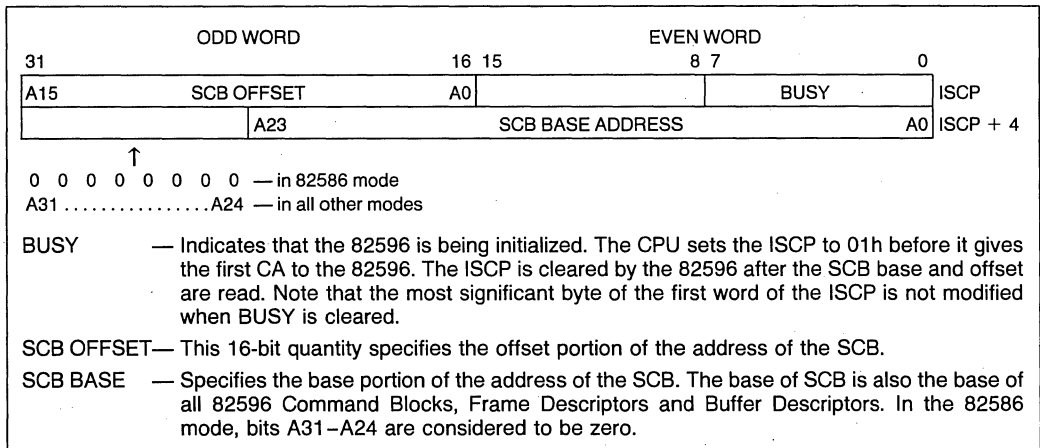 ODD WORD EVEN WORD
31 16 15 8 7 0
A15 SCB OFFSET A0 BUSY ISCP
A23 SCB BASE ADDRESS A0 ISCP + 4
↑
0 0 0 0 0 0 0 0 — in 82586 mode
A31 ................A24 — in all other modes
BUSY — Indicates that the 82596 is being initialized. The CPU sets the ISCP to 01h before it gives
the first CA to the 82596. The ISCP is cleared by the 82596 after the SCB base and offset
are read. Note that the most significant byte of the first word of the ISCP is not modified
when BUSY is cleared.
SCB OFFSET— This 16-bit quantity specifies the offset portion of the address of the SCB.
SCB BASE — Specifies the base portion of the address of the SCB. The base of SCB is also the base of
all 82596 Command Blocks, Frame Descriptors and Buffer Descriptors. In the 82586
mode, bits A31–A24 are considered to be zero.